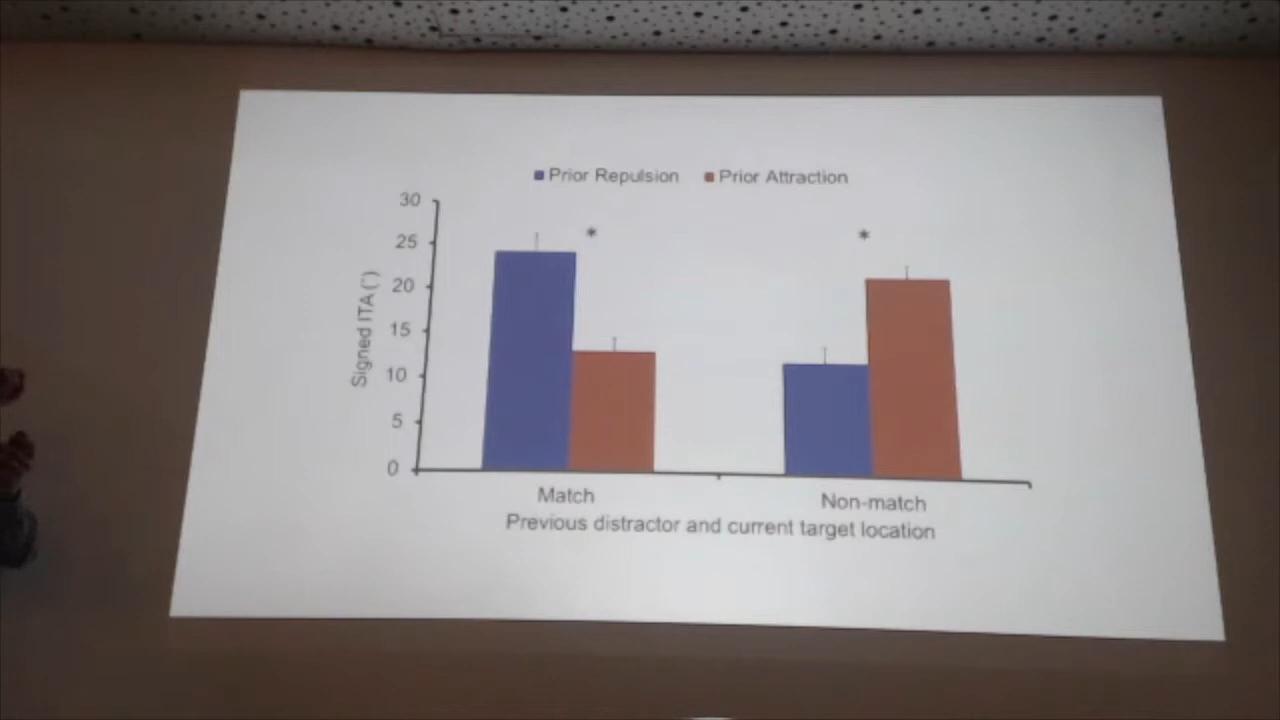 Prior Repulsion Prior Attraction
30
25
20
15
10
5
0
Signed ITA (°)
* *
Match Non-match
Previous distractor and current target location